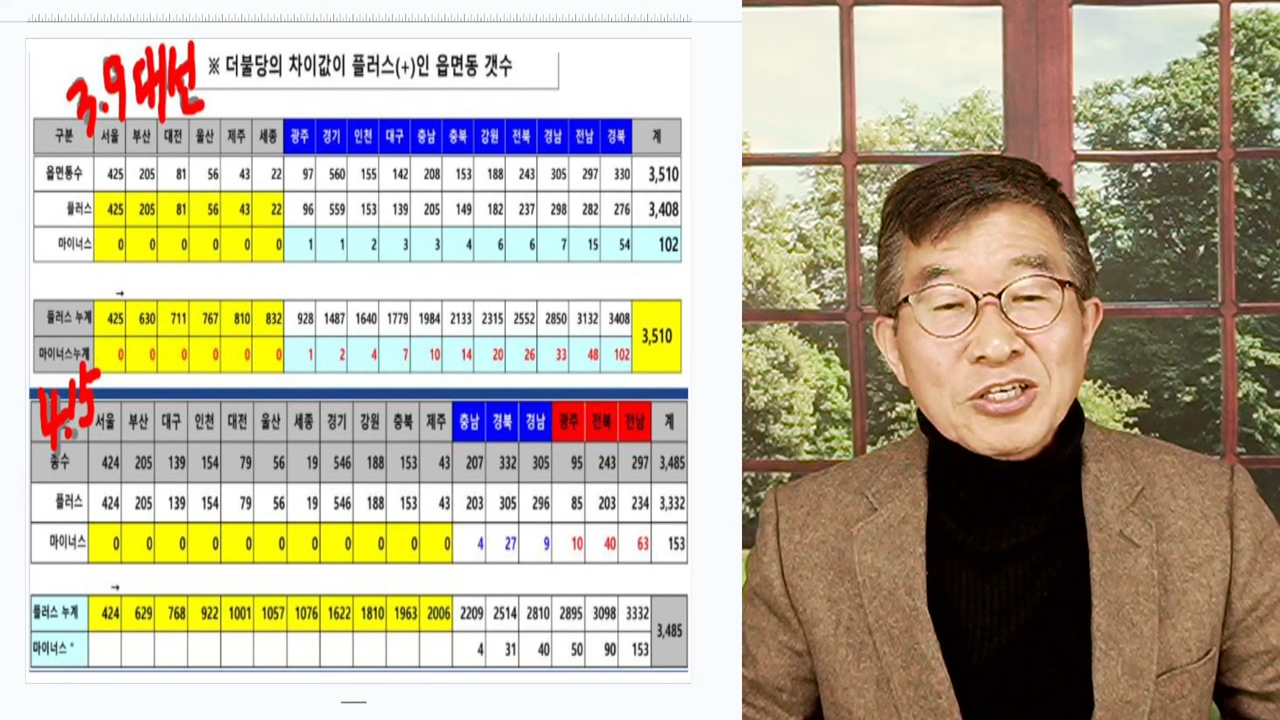 3.9 대선
※ 더불당의 차이값이 플러스(+)인 읍면동 갯수
구분 서울 부산 대전 울산 제주 세종 광주 경기 인천 대구 충남 충북 강원 전북 경남 전남 경북 계
읍면동수 425 205 81 56 43 22 97 560 155 142 208 153 188 243 305 297 330 3,510
플러스 425 205 81 56 43 22 96 559 153 139 205 149 182 237 298 282 276 3,408
마이너스 0 0 0 0 0 0 1 1 2 3 3 4 6 6 7 15 54 102
→
플러스 누계 425 630 711 767 810 832 928 1487 1640 1779 1984 2133 2315 2552 2850 3132 3408 3,510
마이너스누계 0 0 0 0 0 0 1 2 4 7 10 14 20 26 33 48 102
4.15
서울 부산 대구 인천 대전 울산 세종 경기 강원 충북 제주 충남 경북 경남 광주 전북 전남 계
총수 424 205 139 154 79 56 19 546 188 153 43 207 332 305 95 243 297 3,485
플러스 424 205 139 154 79 56 19 546 188 153 43 203 305 296 85 203 234 3,332
마이너스 0 0 0 0 0 0 0 0 0 0 0 4 27 9 10 40 63 153
→
플러스 누계 424 629 768 922 1001 1057 1076 1622 1810 1963 2006 2209 2514 2810 2895 3098 3332 3,485
마이너스 " 4 31 40 50 90 153